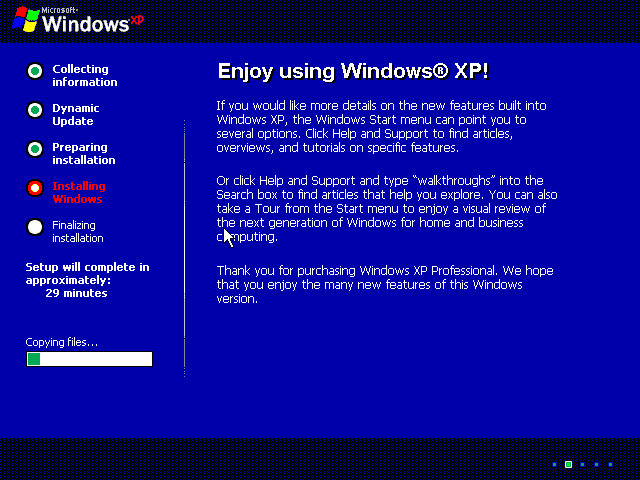 Microsoft®
Windows xp
Collecting
information
Dynamic
Update
Preparing
installation
Installing
Windows
Finalizing
installation
Setup will complete in
approximately:
29 minutes
Copying files...
Enjoy using Windows® XP!
If you would like more details on the new features built into
Windows XP, the Windows Start menu can point you to
several options. Click Help and Support to find articles,
overviews, and tutorials on specific features.
Or click Help and Support and type “walkthroughs” into the
Search box to find articles that help you explore. You can also
take a Tour from the Start menu to enjoy a visual review of
the next generation of Windows for home and business
computing.
Thank you for purchasing Windows XP Professional. We hope
that you enjoy the many new features of this Windows
version.